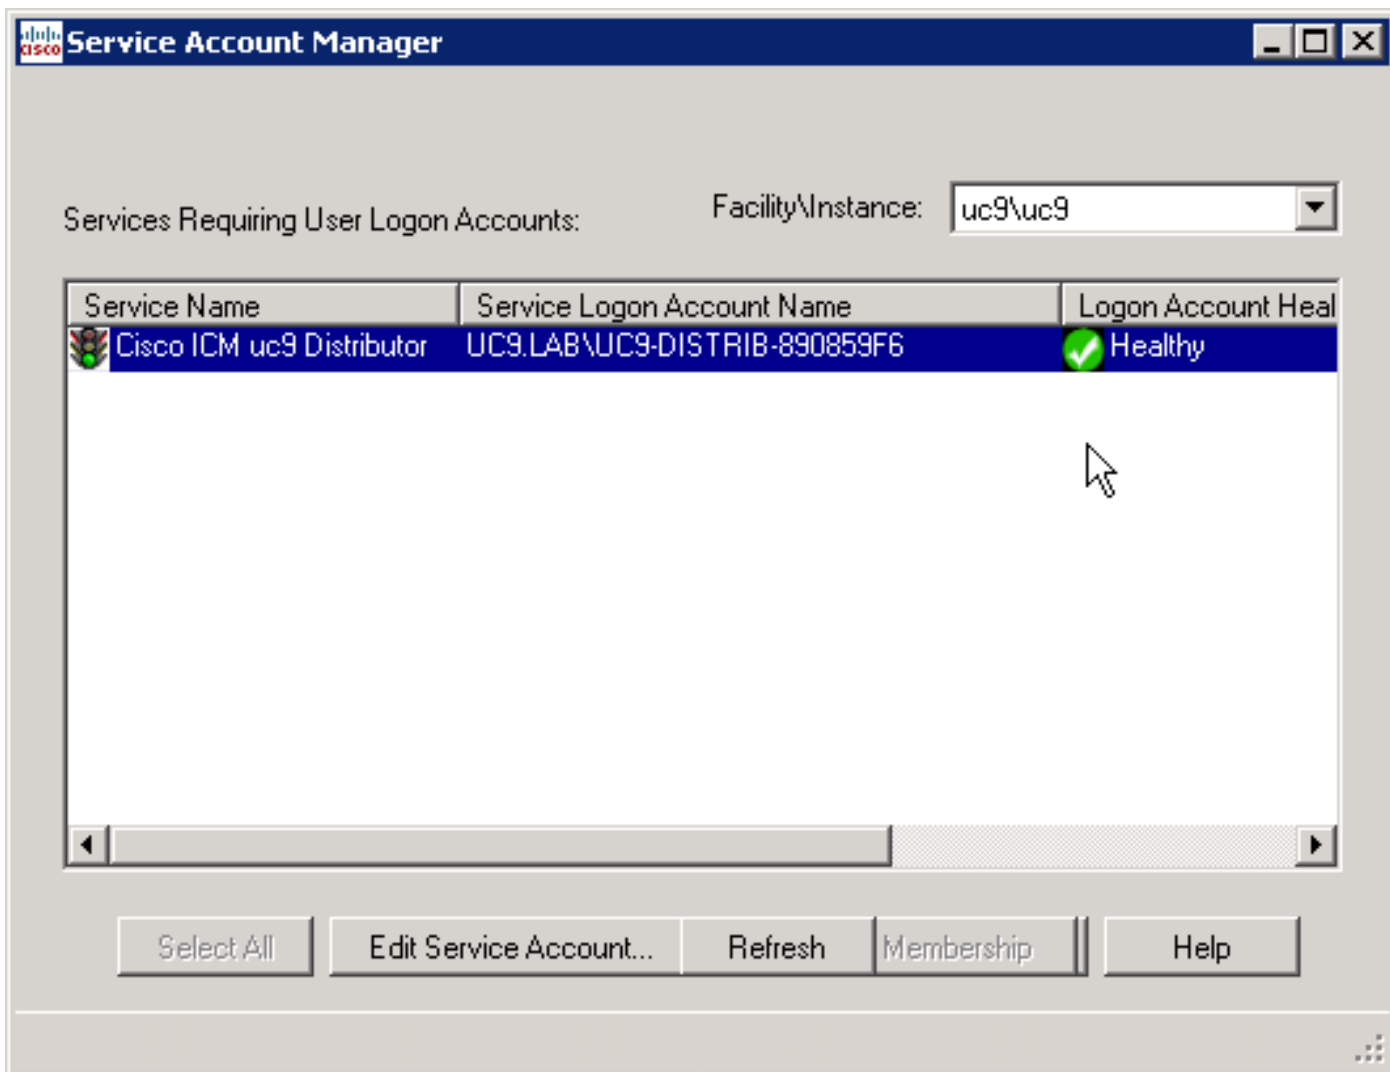 CISCO Service Account Manager
Services Requiring User Logon Accounts:
Facility\Instance: uc9\uc9
Service Name Service Logon Account Name Logon Account Heal
Cisco ICM uc9 Distributor UC9.LAB\UC9-DISTRIB-890859F6 Healthy
Select All Edit Service Account... Refresh Membership Help